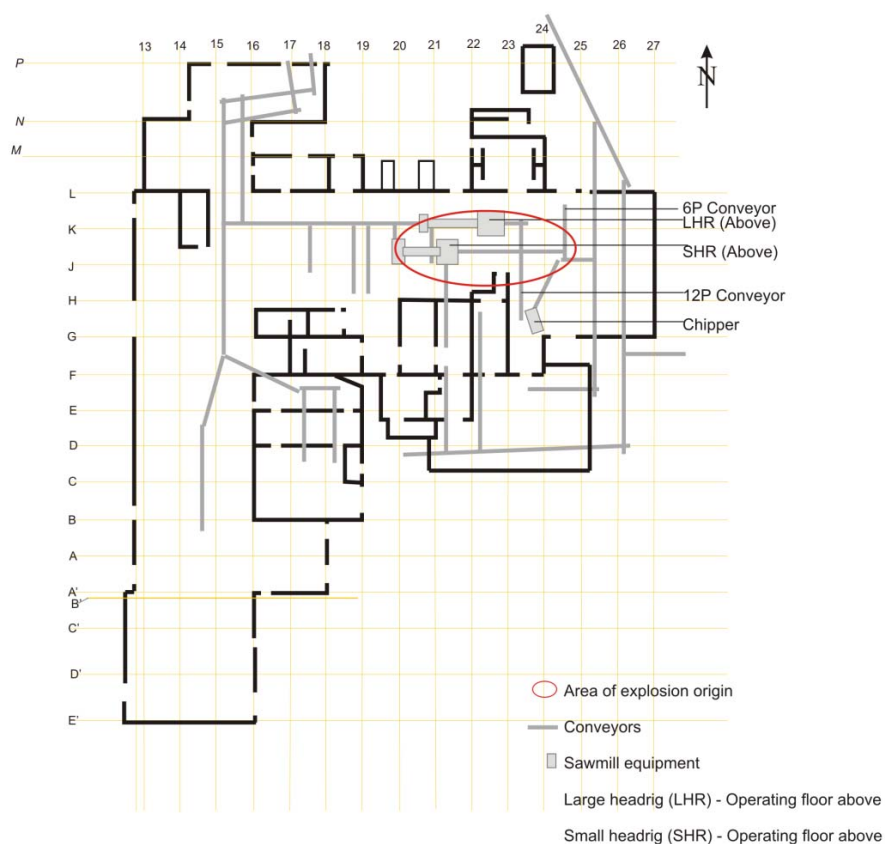 24
13 14 15 16 17 18 19 20 21 22 23 25 26 27
P
N
N
M
L
6P Conveyor
LHR (Above)
K
SHR (Above)
J
12P Conveyor
H
Chipper
G
F
E
D
C
B
A
A'
B'
C'
D'
Area of explosion origin
E'
Conveyors
Sawmill equipment
Large headrig (LHR) - Operating floor above
Small headrig (SHR) - Operating floor above